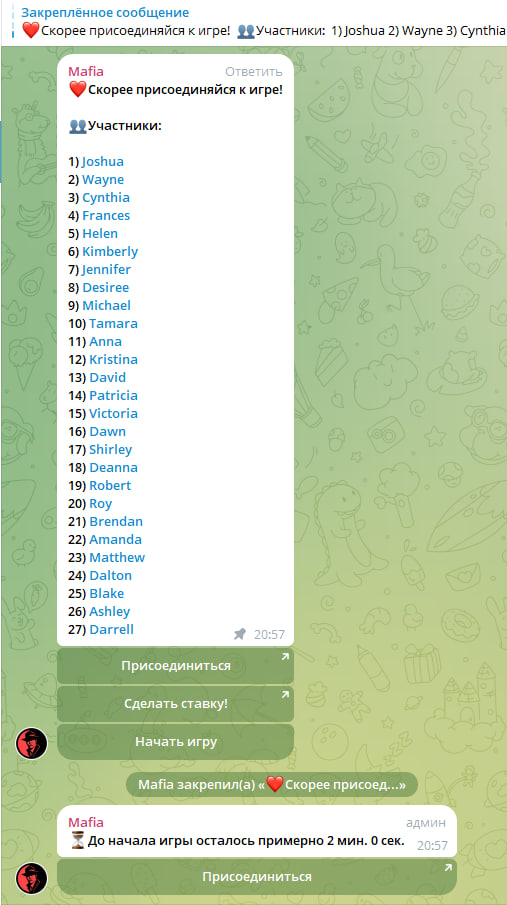 Закреплённое сообщение
❤️Скорее присоединяйся к игре! 👥Участники: 1) Joshua 2) Wayne 3) Cynthia
Mafia Ответить
❤️Скорее присоединяйся к игре!
👥Участники:
1) Joshua
2) Wayne
3) Cynthia
4) Frances
5) Helen
6) Kimberly
7) Jennifer
8) Desiree
9) Michael
10) Tamara
11) Anna
12) Kristina
13) David
14) Patricia
15) Victoria
16) Dawn
17) Shirley
18) Deanna
19) Robert
20) Roy
21) Brendan
22) Amanda
23) Matthew
24) Dalton
25) Blake
26) Ashley
27) Darrell
20:57
Присоединиться
Сделать ставку!
Начать игру
Mafia закрепил(а) «❤️Скорее присоед...»
Mafia админ
⏳До начала игры осталось примерно 2 мин. 0 сек.
20:57
Присоединиться